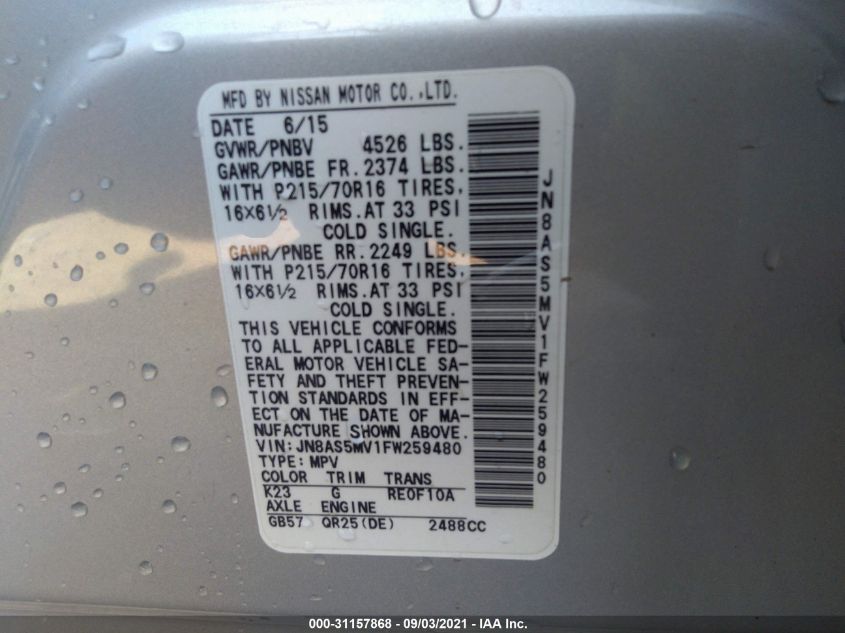 MFD BY NISSAN MOTOR CO.,LTD.
DATE 6/15
GVWR/PNBV 4526 LBS.
GAWR/PNBE FR.2374 LBS.
WITH P215/70R16 TIRES,
16X6½ RIMS.AT 33 PSI
COLD SINGLE.
GAWR/PNBE RR.2249 LBS.
WITH P215/70R16 TIRES,
16X6½ RIMS.AT 33 PSI
COLD SINGLE.
THIS VEHICLE CONFORMS
TO ALL APPLICABLE FED-
ERAL MOTOR VEHICLE SA-
FETY AND THEFT PREVEN-
TION STANDARDS IN EFF-
ECT ON THE DATE OF MA-
NUFACTURE SHOWN ABOVE.
VIN:JN8AS5MV1FW259480
TYPE:MPV
COLOR TRIM TRANS
K23 G RE0F10A
AXLE ENGINE
GB57 QR25(DE) 2488CC
JN8AS5MV1FW259480
000-31157868 - 09/03/2021 - IAA Inc.